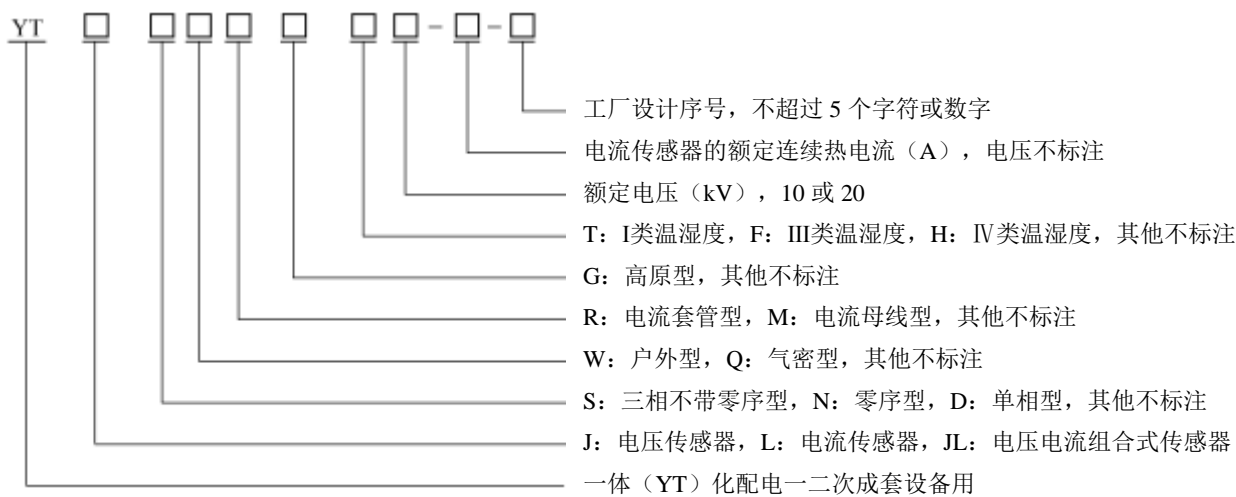 YT □ □□□ □ □□-□-□
工厂设计序号，不超过 5 个字符或数字
电流传感器的额定连续热电流（A），电压不标注
额定电压（kV），10 或 20
T：I类温湿度，F：III类温湿度，H：Ⅳ类温湿度，其他不标注
G：高原型，其他不标注
R：电流套管型，M：电流母线型，其他不标注
W：户外型，Q：气密型，其他不标注
S：三相不带零序型，N：零序型，D：单相型，其他不标注
J：电压传感器，L：电流传感器，JL：电压电流组合式传感器
一体（YT）化配电一二次成套设备用